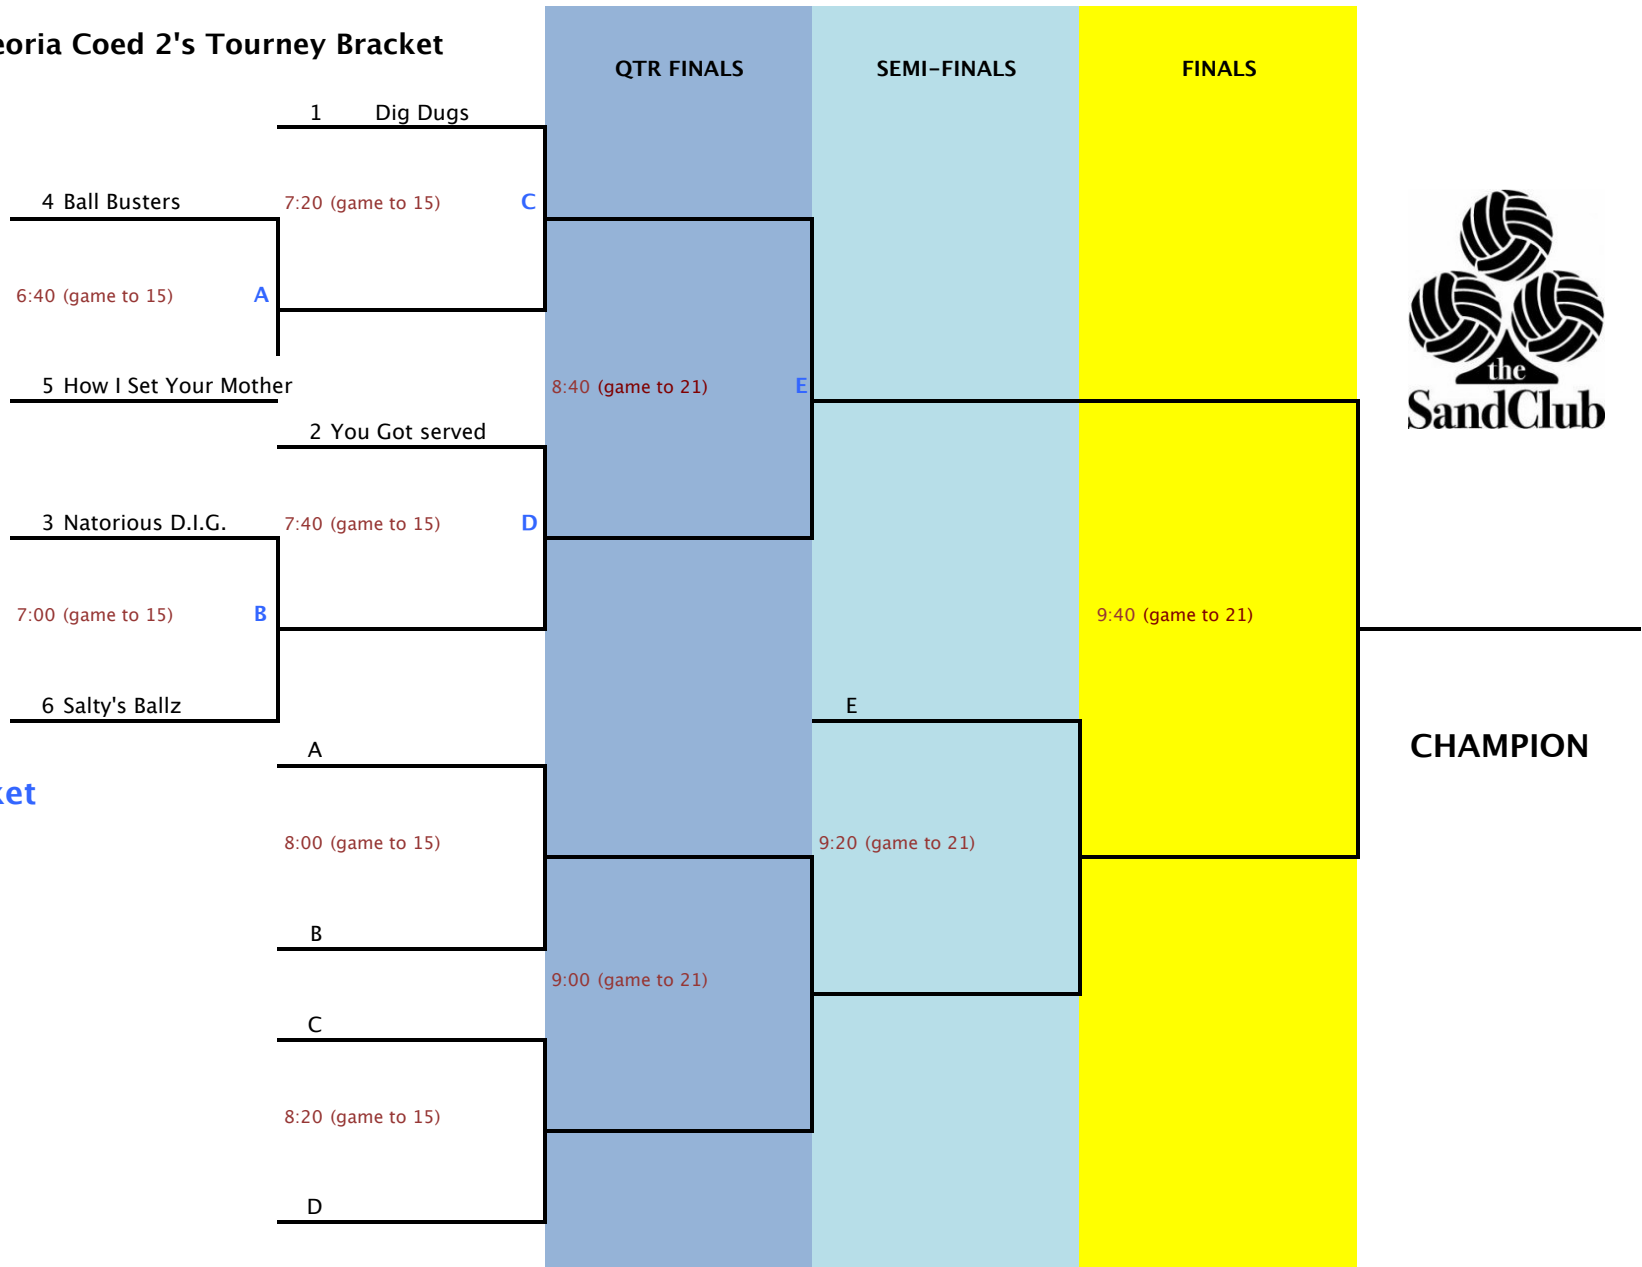 eoria Coed 2's Tourney Bracket
QTR FINALS
SEMI-FINALS
FINALS
1 Dig Dugs
4 Ball Busters
7:20 (game to 15) C
6:40 (game to 15) A
5 How I Set Your Mother
8:40 (game to 21) E
the
SandClub
2 You Got served
3 Natorious D.I.G.
7:40 (game to 15) D
7:00 (game to 15) B
9:40 (game to 21)
6 Salty's Ballz
E
A
CHAMPION
ket
8:00 (game to 15)
9:20 (game to 21)
B
9:00 (game to 21)
C
8:20 (game to 15)
D